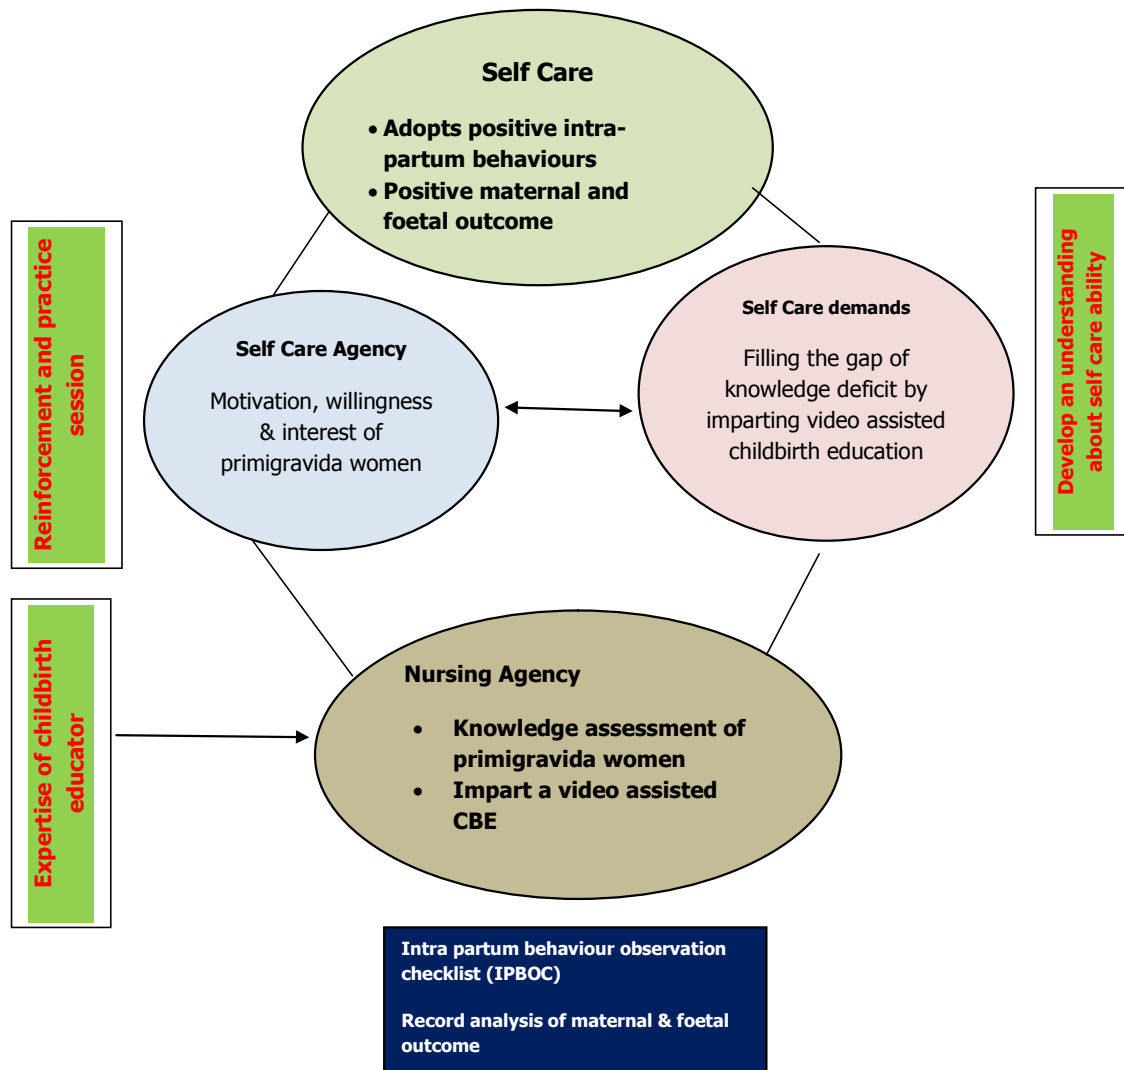 Self Care
• Adopts positive intra-
partum behaviours
• Positive maternal and
foetal outcome
Reinforcement and practice
session
Self Care Agency
Motivation, willingness
& interest of
primigravida women
Self Care demands
Filling the gap of
knowledge deficit by
imparting video assisted
childbirth education
Develop an understanding
about self care ability
Expertise of childbirth
educator
Nursing Agency
• Knowledge assessment of
primigravida women
• Impart a video assisted
CBE
Intra partum behaviour observation
checklist (IPBOC)
Record analysis of maternal & foetal
outcome